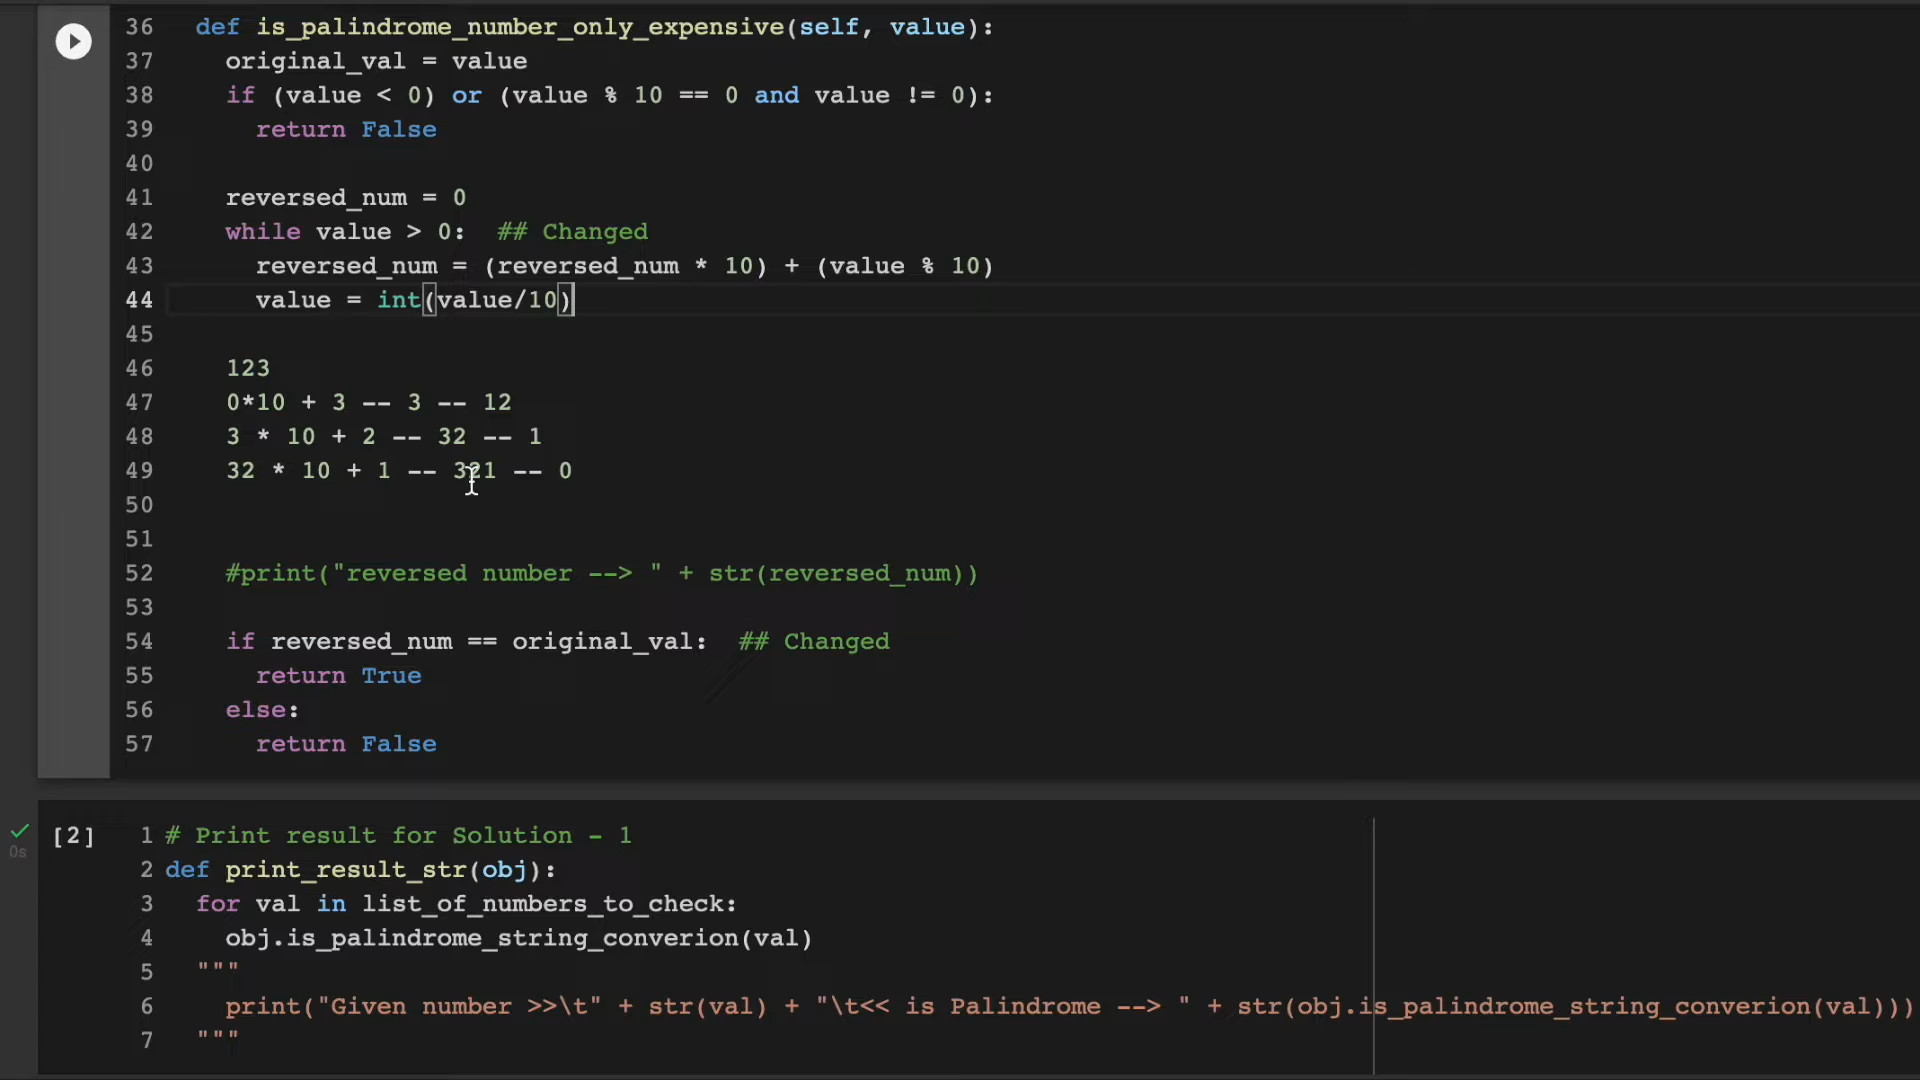 36 def is_palindrome_number_only_expensive(self, value):
37 original_val = value
38 if (value < 0) or (value % 10 == 0 and value != 0):
39 return False
40
41 reversed_num = 0
42 while value > 0: ## Changed
43 reversed_num = (reversed_num * 10) + (value % 10)
44 value = int(value/10)
45
46 123
47 0*10 + 3 -- 3 -- 12
48 3 * 10 + 2 -- 32 -- 1
49 32 * 10 + 1 -- 321 -- 0
50
51
52 #print("reversed number --> " + str(reversed_num))
53
54 if reversed_num == original_val: ## Changed
55 return True
56 else:
57 return False
[2] 1 # Print result for Solution - 1
0s
2 def print_result_str(obj):
3 for val in list_of_numbers_to_check:
4 obj.is_palindrome_string_converion(val)
5 """
6 print("Given number >>\t" + str(val) + "\t<< is Palindrome --> " + str(obj.is_palindrome_string_converion(val)))
7 """